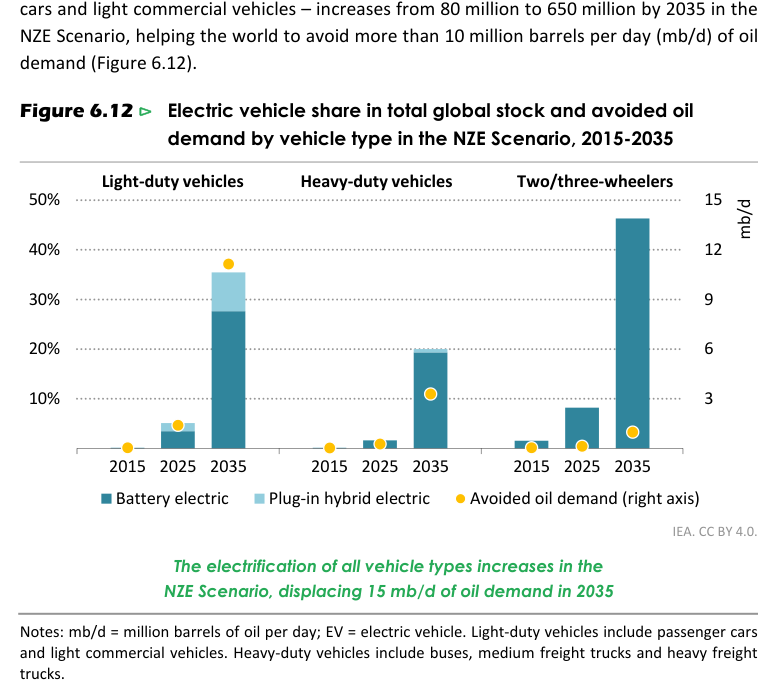 cars and light commercial vehicles – increases from 80 million to 650 million by 2035 in the
NZE Scenario, helping the world to avoid more than 10 million barrels per day (mb/d) of oil
demand (Figure 6.12).
Figure 6.12 ▻ Electric vehicle share in total global stock and avoided oil
demand by vehicle type in the NZE Scenario, 2015-2035
Light-duty vehicles Heavy-duty vehicles Two/three-wheelers
50% 15
mb/d
40% 12
30% 9
20% 6
10% 3
2015 2025 2035 2015 2025 2035 2015 2025 2035
Battery electric Plug-in hybrid electric Avoided oil demand (right axis)
IEA. CC BY 4.0.
The electrification of all vehicle types increases in the
NZE Scenario, displacing 15 mb/d of oil demand in 2035
Notes: mb/d = million barrels of oil per day; EV = electric vehicle. Light-duty vehicles include passenger cars
and light commercial vehicles. Heavy-duty vehicles include buses, medium freight trucks and heavy freight
trucks.